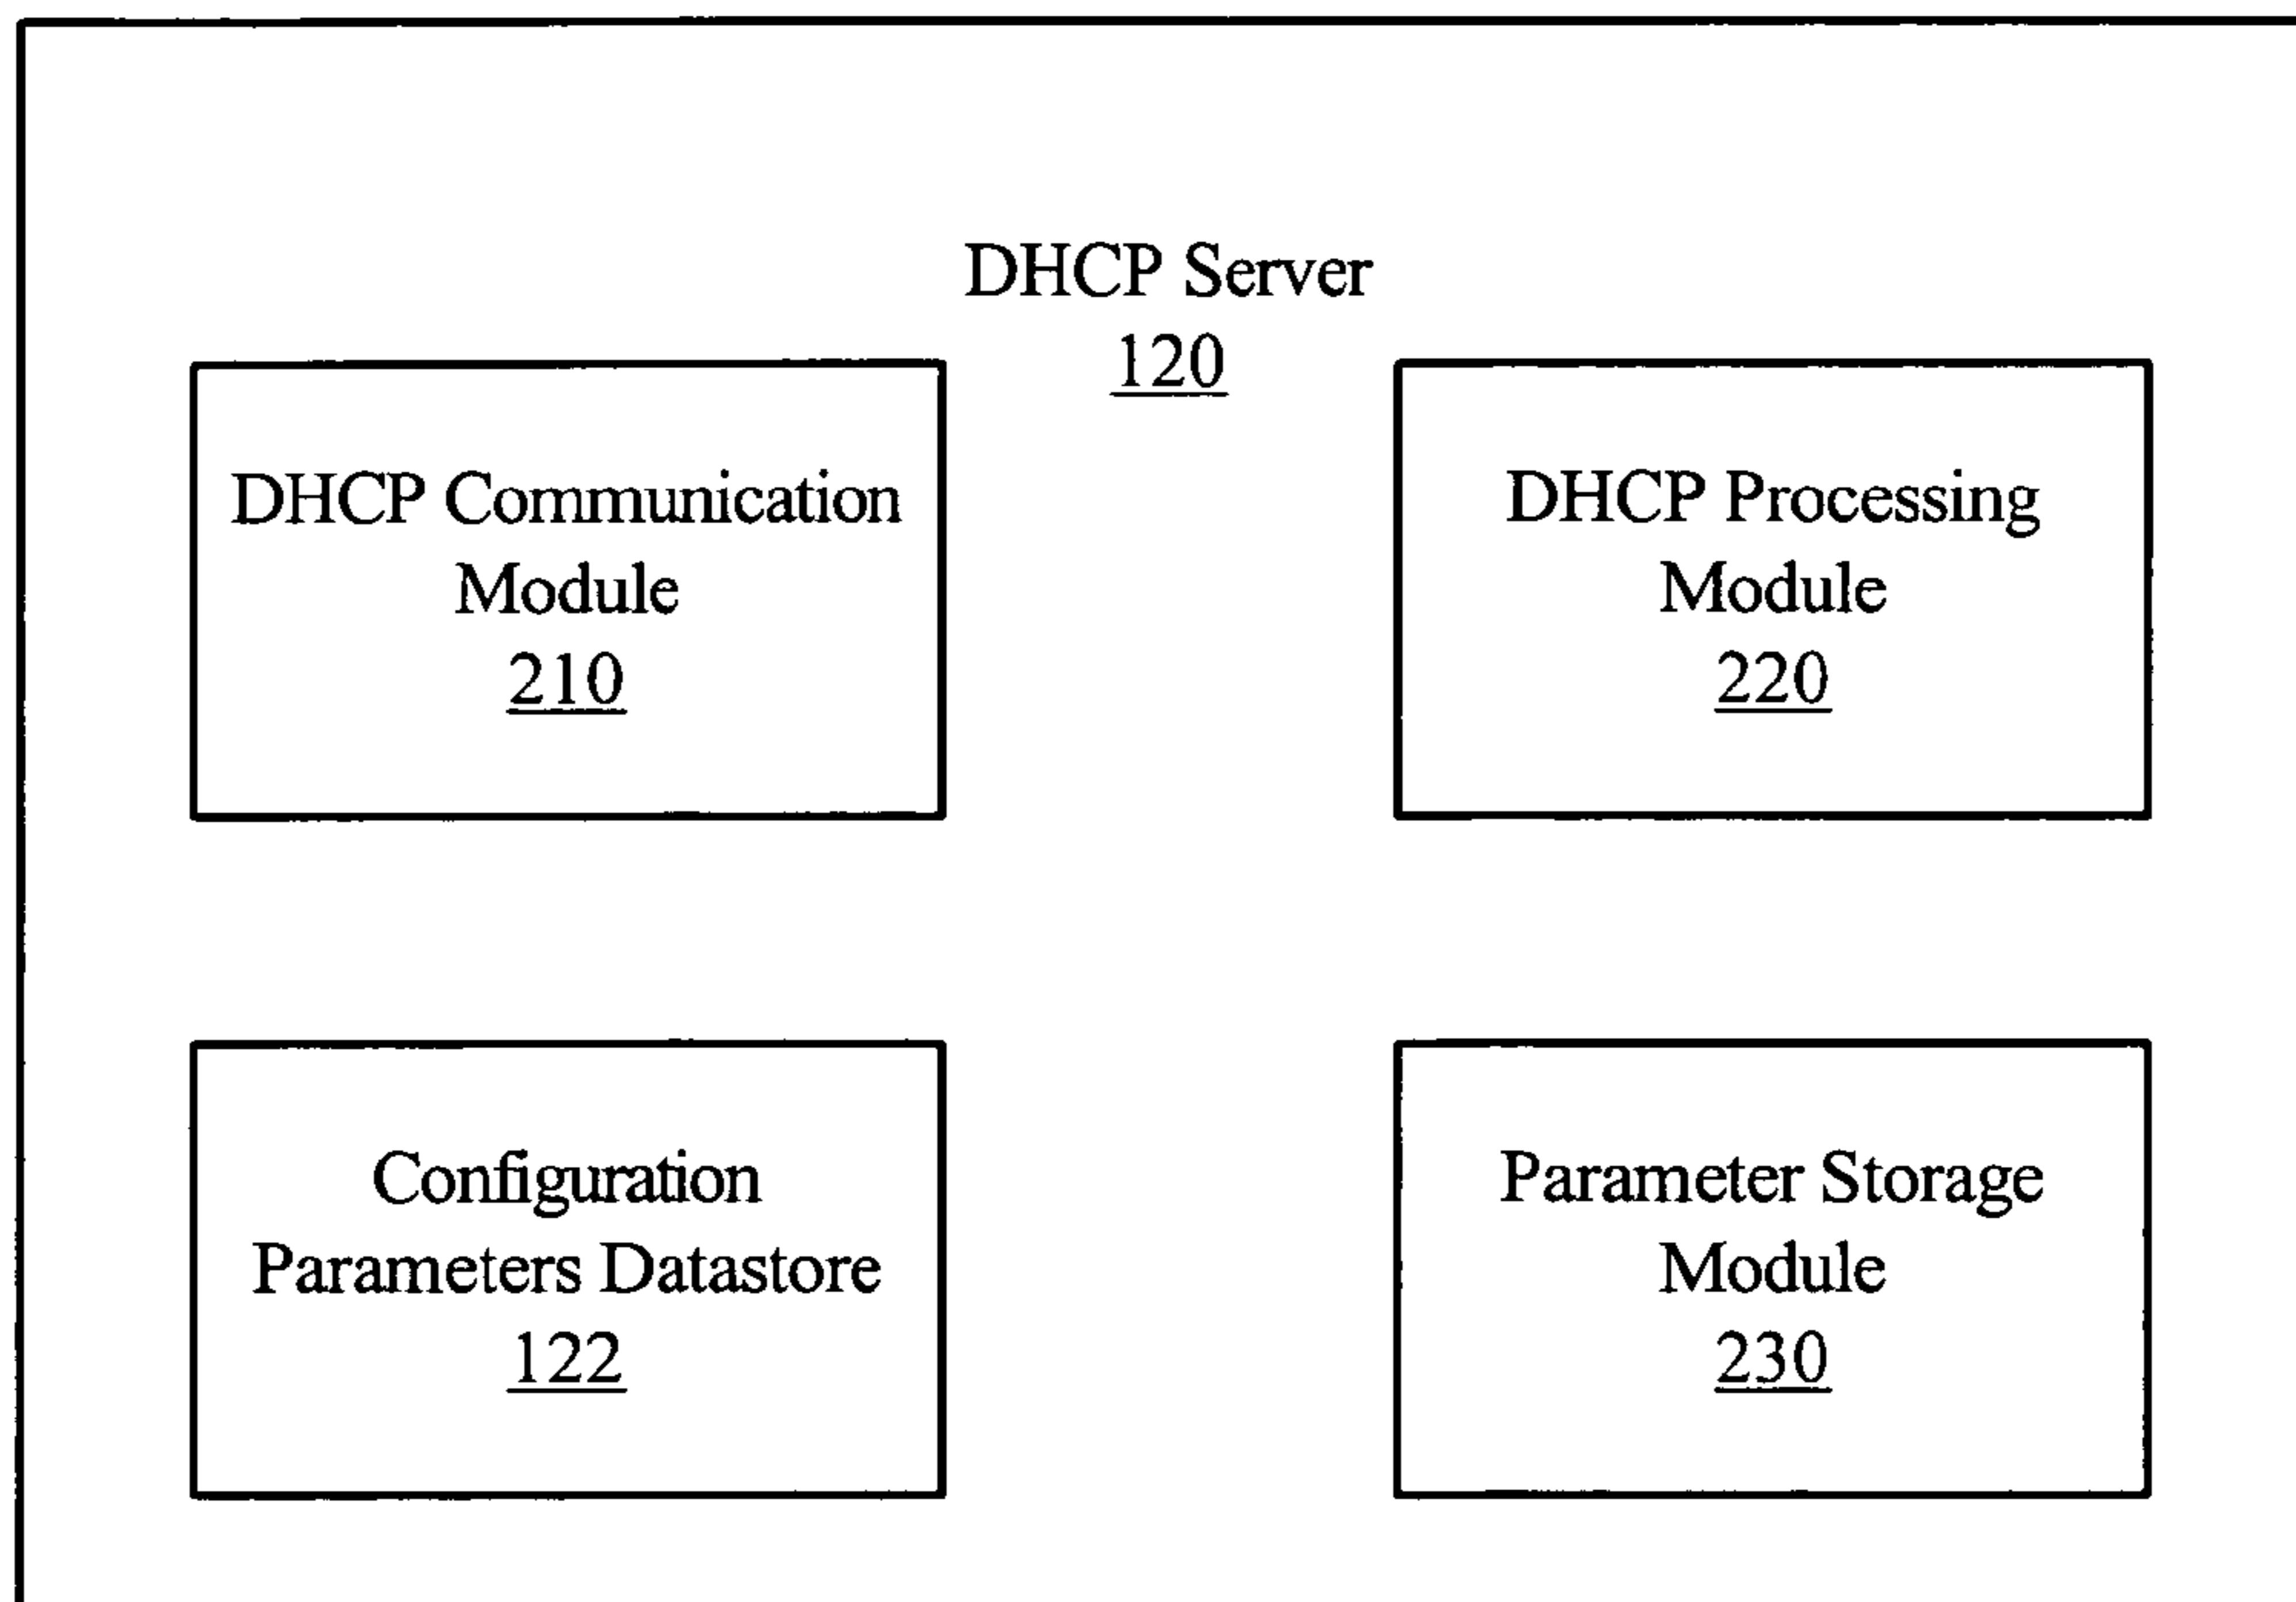 DHCP Server
120
DHCP Communication
Module
210
DHCP Processing
Module
220
Configuration
Parameters Datastore
122
Parameter Storage
Module
230